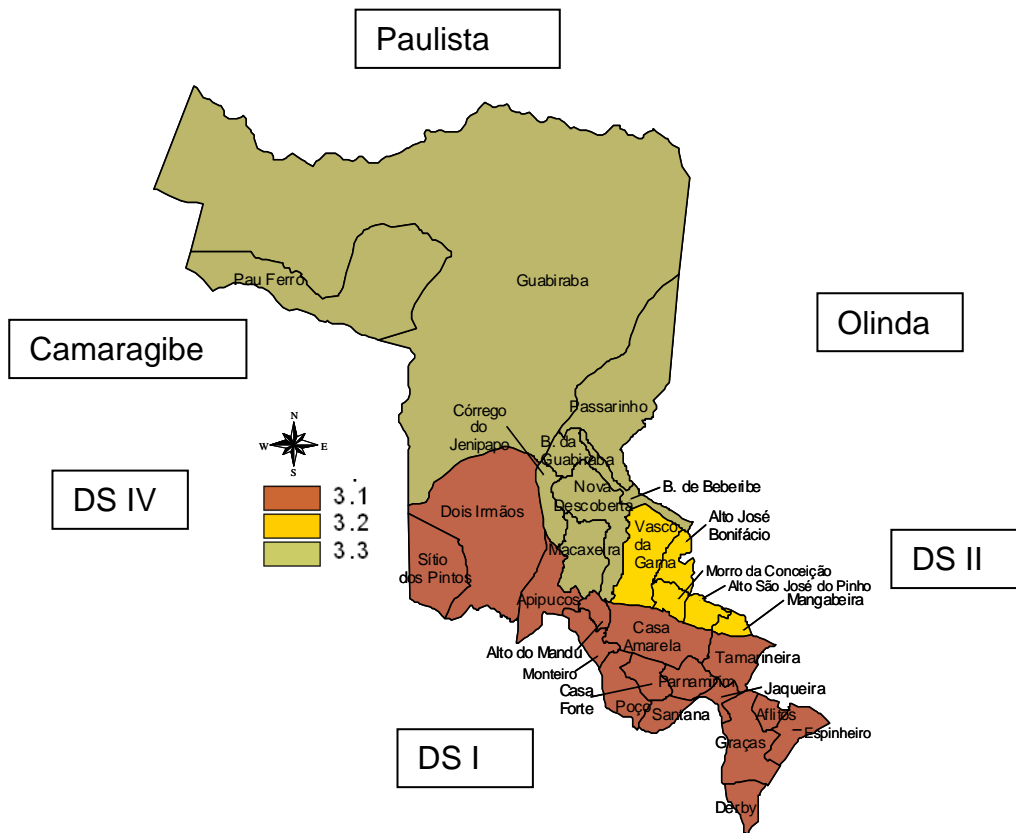 Paulista
Guabiraba
Pau Ferro
Olinda
Camaragibe
Passarinho
Córrego
do
Jenipapo
B. da
Guabiraba
N
W
E
S
3.1
3.2
3.3
DS IV
Nova
Descoberta
B. de Beberibe
Dois Irmãos
Alto José
Bonifácio
Vasco
da
Gama
DS II
Macaxeira
Sítio
dos Pintos
Morro da Conceição
Alto São José do Pinho
Mangabeira
Apipucos
Casa
Amarela
Alto do Mandú
Tamarineira
Monteiro
Parnamirim
Jaqueira
Casa
Forte
Poço
Santana
Aflitos
Espinheiro
Graças
DS I
Derby